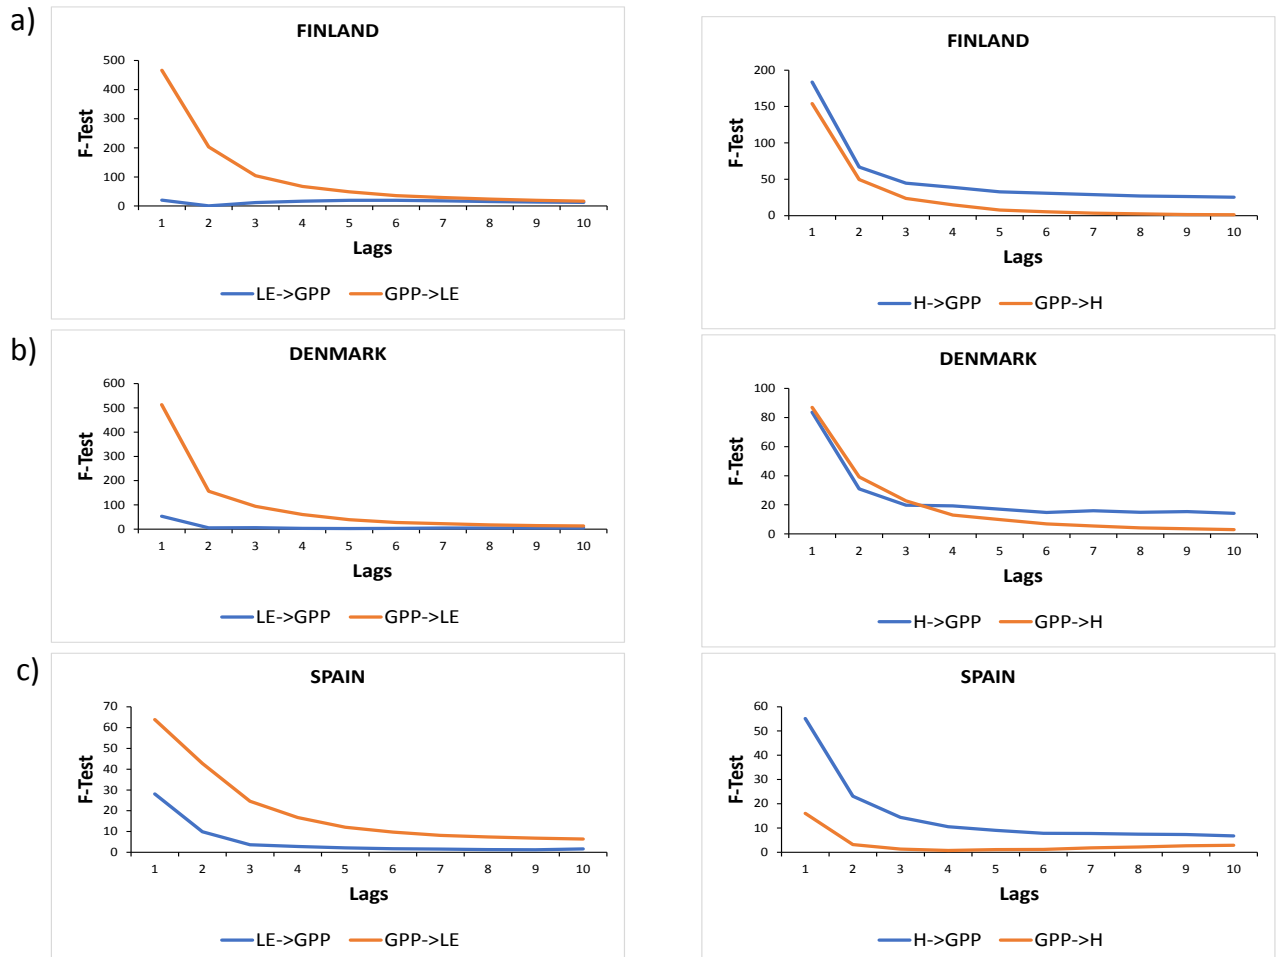 a)
FINLAND
F-Test
500
400
300
200
100
0
1 2 3 4 5 6 7 8 9 10
Lags
LE->GPP GPP->LE
FINLAND
F-Test
200
150
100
50
0
1 2 3 4 5 6 7 8 9 10
Lags
H->GPP GPP->H
b)
DENMARK
F-Test
600
500
400
300
200
100
0
1 2 3 4 5 6 7 8 9 10
Lags
LE->GPP GPP->LE
DENMARK
F-Test
100
80
60
40
20
0
1 2 3 4 5 6 7 8 9 10
Lags
H->GPP GPP->H
c)
SPAIN
F-Test
70
60
50
40
30
20
10
0
1 2 3 4 5 6 7 8 9 10
Lags
LE->GPP GPP->LE
SPAIN
F-Test
60
50
40
30
20
10
0
1 2 3 4 5 6 7 8 9 10
Lags
H->GPP GPP->H